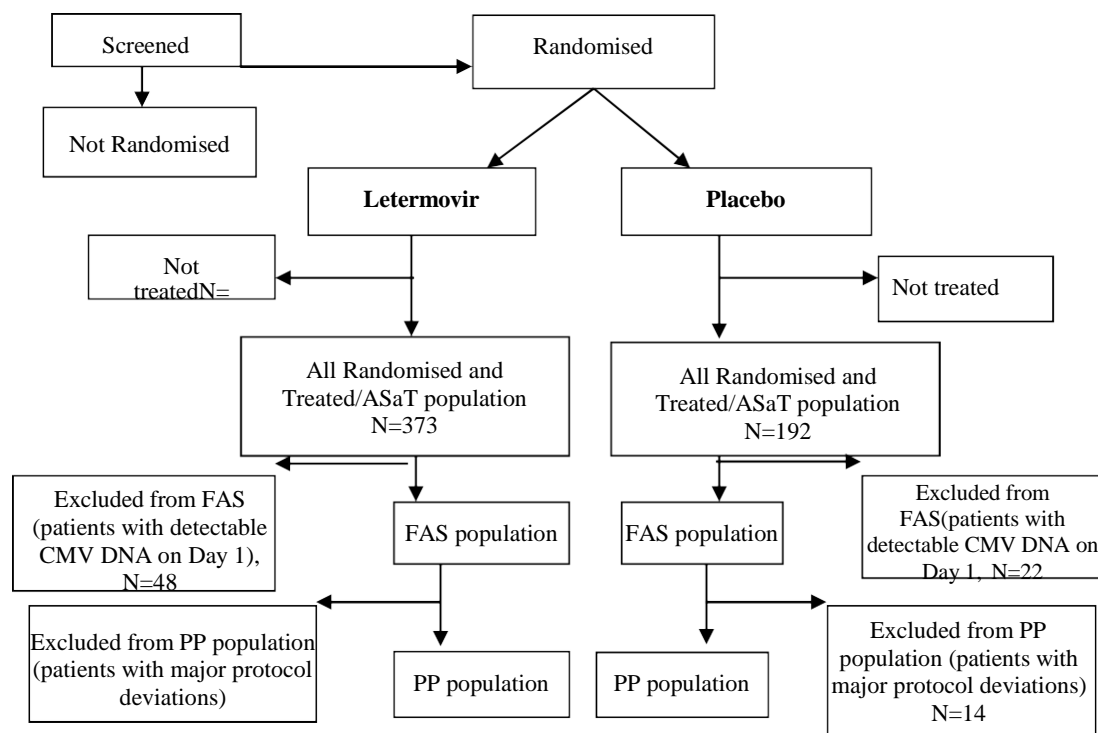 Screened
Randomised
Not Randomised
Letermovir
Placebo
Not
treatedN=
Not treated
All Randomised and
Treated/ASaT population
N=373
All Randomised and
Treated/ASaT population
N=192
Excluded from FAS
(patients with detectable
CMV DNA on Day 1),
N=48
FAS population
FAS population
Excluded from
FAS(patients with
detectable CMV DNA on
Day 1, N=22
Excluded from PP population
(patients with major protocol
deviations)
PP population
PP population
Excluded from PP
population (patients with
major protocol deviations)
N=14